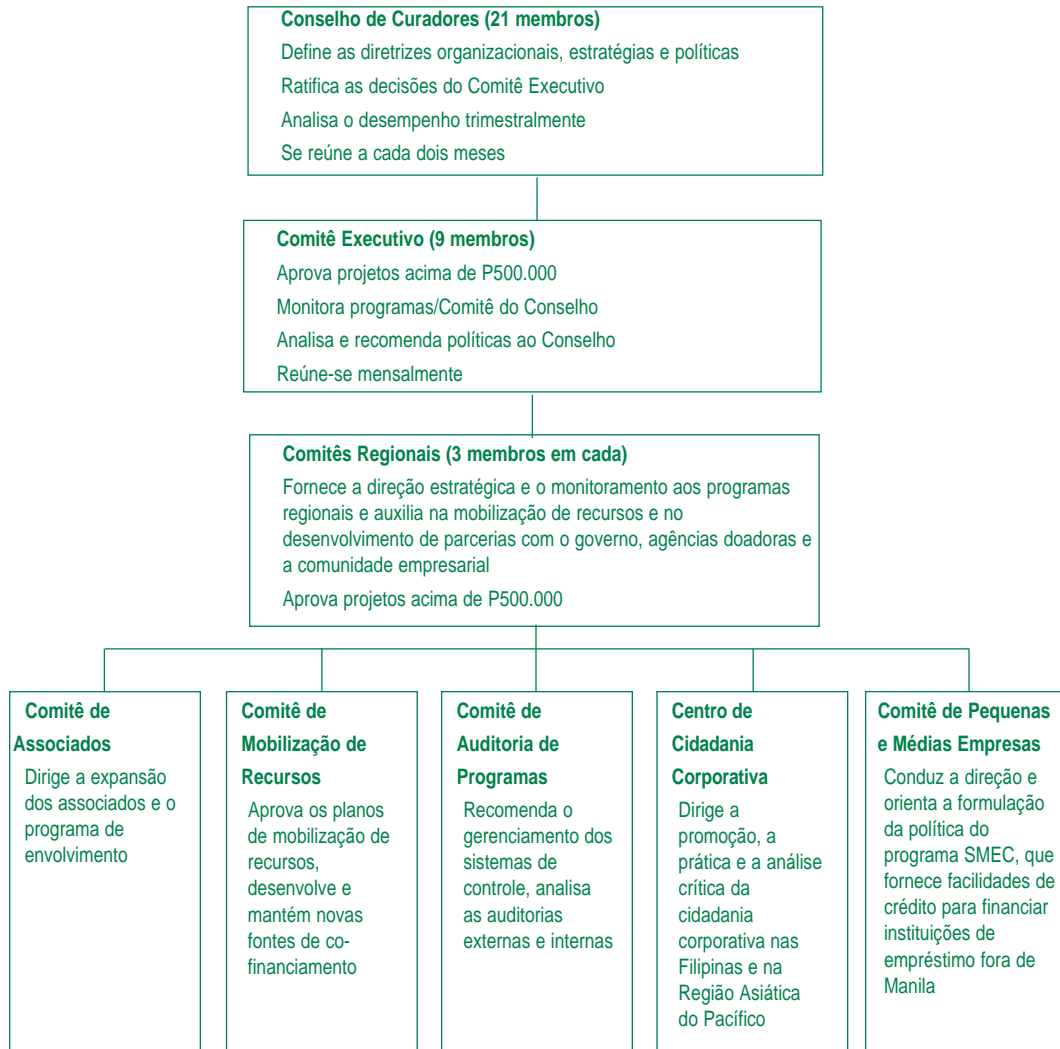 Conselho de Curadores (21 membros)
Define as diretrizes organizacionais, estratégias e políticas
Ratifica as decisões do Comitê Executivo
Analisa o desempenho trimestralmente
Se reúne a cada dois meses
Comitê Executivo (9 membros)
Aprova projetos acima de P500.000
Monitora programas/Comitê do Conselho
Analisa e recomenda políticas ao Conselho
Reúne-se mensalmente
Comitês Regionais (3 membros em cada)
Fornece a direção estratégica e o monitoramento aos programas
regionais e auxilia na mobilização de recursos e no
desenvolvimento de parcerias com o governo, agências doadoras e
a comunidade empresarial
Aprova projetos acima de P500.000
Comitê de
Associados
Dirige a expansão
dos associados e o
programa de
envolvimento
Comitê de
Mobilização de
Recursos
Aprova os planos
de mobilização de
recursos,
desenvolve e
mantém novas
fontes de co-
financiamento
Comitê de
Auditoria de
Programas
Recomenda o
gerenciamento dos
sistemas de
controle, analisa
as auditorias
externas e internas
Centro de
Cidadania
Corporativa
Dirige a
promoção, a
prática e a análise
crítica da
cidadania
corporativa nas
Filipinas e na
Região Asiática
do Pacífico
Comitê de Pequenas
e Médias Empresas
Conduz a direção e
orienta a formulação
da política do
programa SMEC, que
fornece facilidades de
crédito para financiar
instituições de
empréstimo fora de
Manila